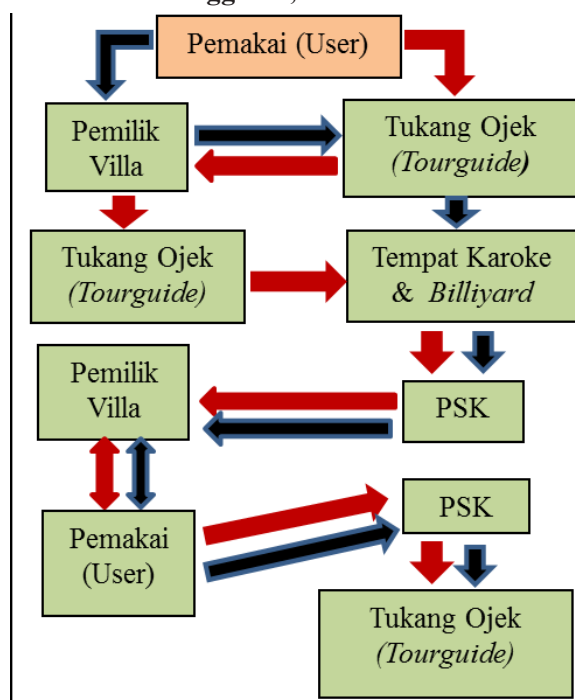 Pemakai (User)
Pemilik
Villa
Tukang Ojek
(Tourguide)
Tukang Ojek
(Tourguide)
Tempat Karoke
& Billiyard
Pemilik
Villa
PSK
Pemakai
(User)
PSK
Tukang Ojek
(Tourguide)